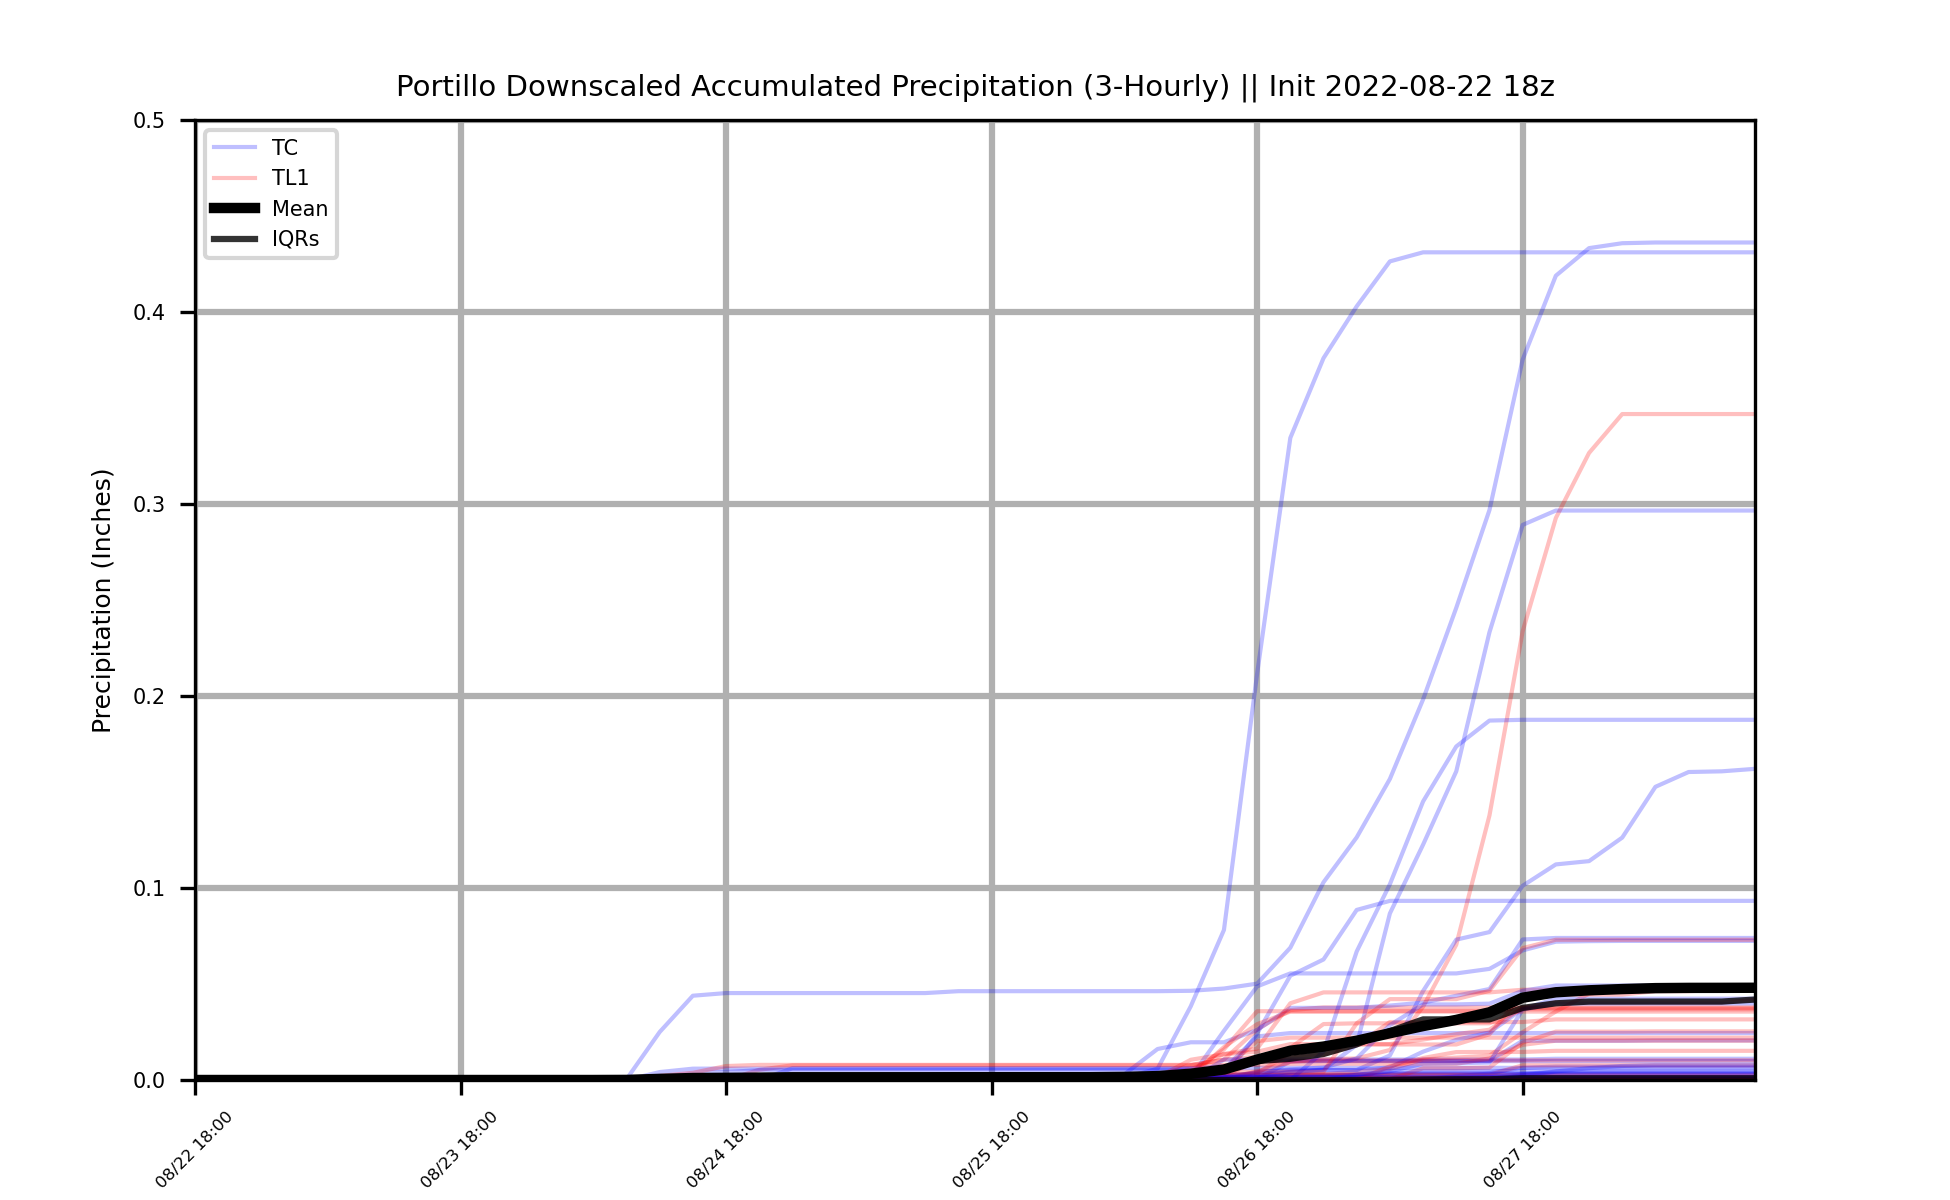 Portillo Downscaled Accumulated Precipitation (3-Hourly) || Init 2022-08-22 18z
TC
TL1
Mean
IQRs
Precipitation (Inches)
0.5
0.4
0.3
0.2
0.1
0.0
08/22 18:00
08/23 18:00
08/24 18:00
08/25 18:00
08/26 18:00
08/27 18:00